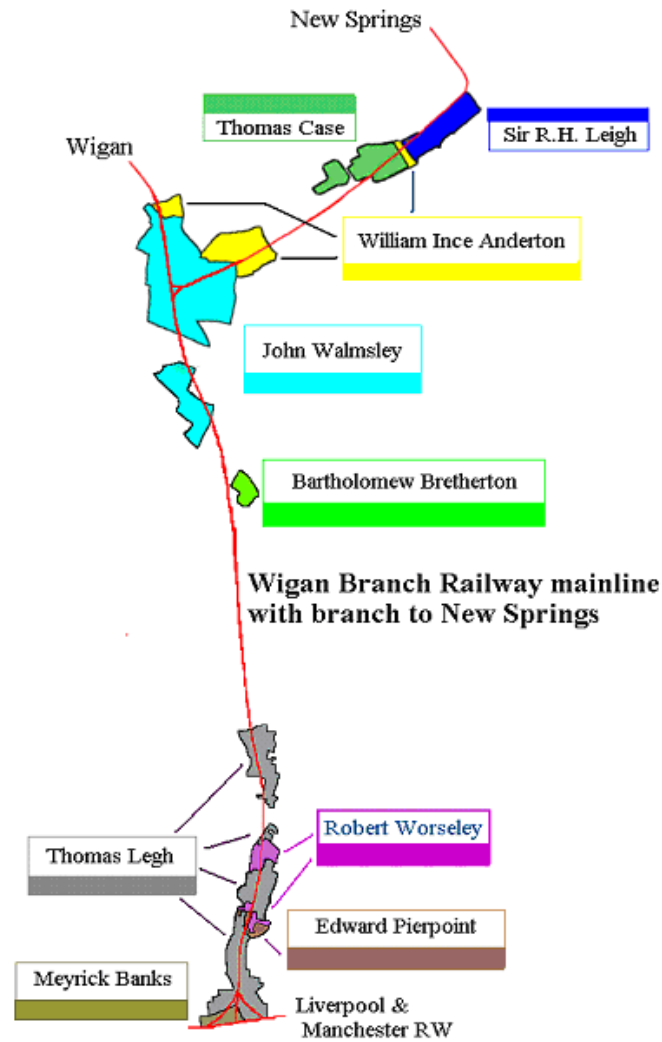 New Springs
Thomas Case
Sir R.H. Leigh
Wigan
William Ince Anderton
John Walmsley
Bartholomew Bretherton
Wigan Branch Railway mainline
with branch to New Springs
Robert Worseley
Thomas Legh
Edward Pierpoint
Meyrick Banks
Liverpool &
Manchester RW